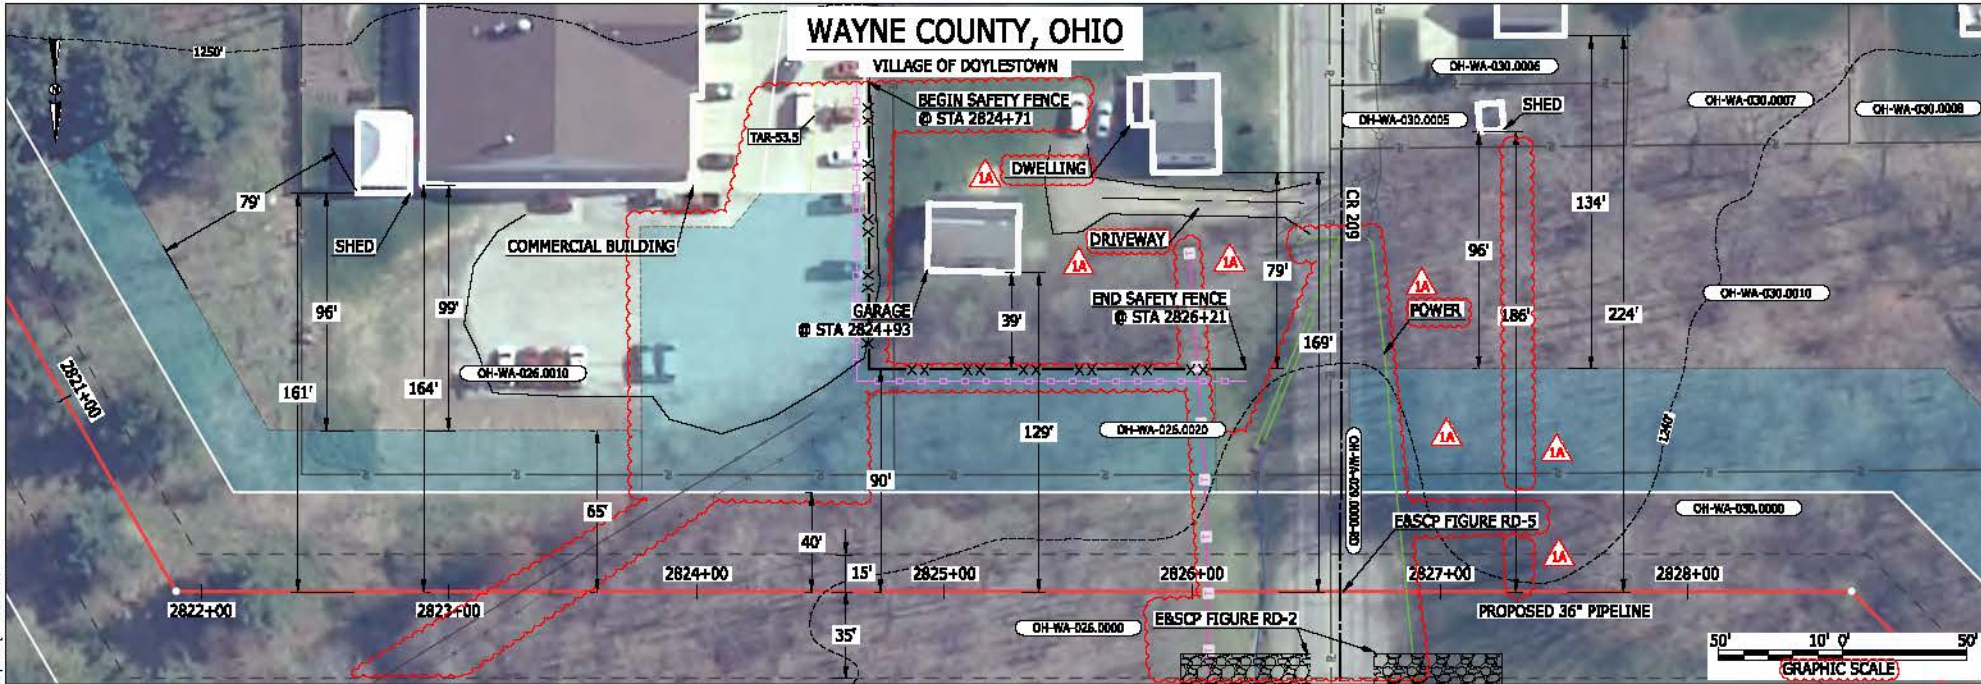 WAYNE COUNTY, OHIO
VILLAGE OF DOYLESTOWN
1250'
OH-WA-030.0006
OH-WA-030.0007
OH-WA-030.0008
BEGIN SAFETY FENCE
@ STA 2824+71
SHED
OH-WA-030.0005
TAR-53.5
DWELLING
1A
79'
SHED
COMMERCIAL BUILDING
DRIVEWAY
CR 209
134'
96'
1A
1A
79'
1A
96'
99'
GARAGE
@ STA 2824+93
39'
END SAFETY FENCE
@ STA 2826+21
POWER
186'
224'
OH-WA-030.0010
169'
2821+00
OH-WA-026.0010
161'
164'
129'
OH-WA-026.0020
1A
1A
1240'
90'
65'
40'
OH-WA-029.0000-RD
OH-WA-030.0000
E&SCP FIGURE RD-5
1A
15'
2822+00
2823+00
2824+00
2825+00
2826+00
2827+00
2828+00
PROPOSED 36" PIPELINE
35'
OH-WA-026.0000
E&SCP FIGURE RD-2
50' 10' 0' 50'
GRAPHIC SCALE